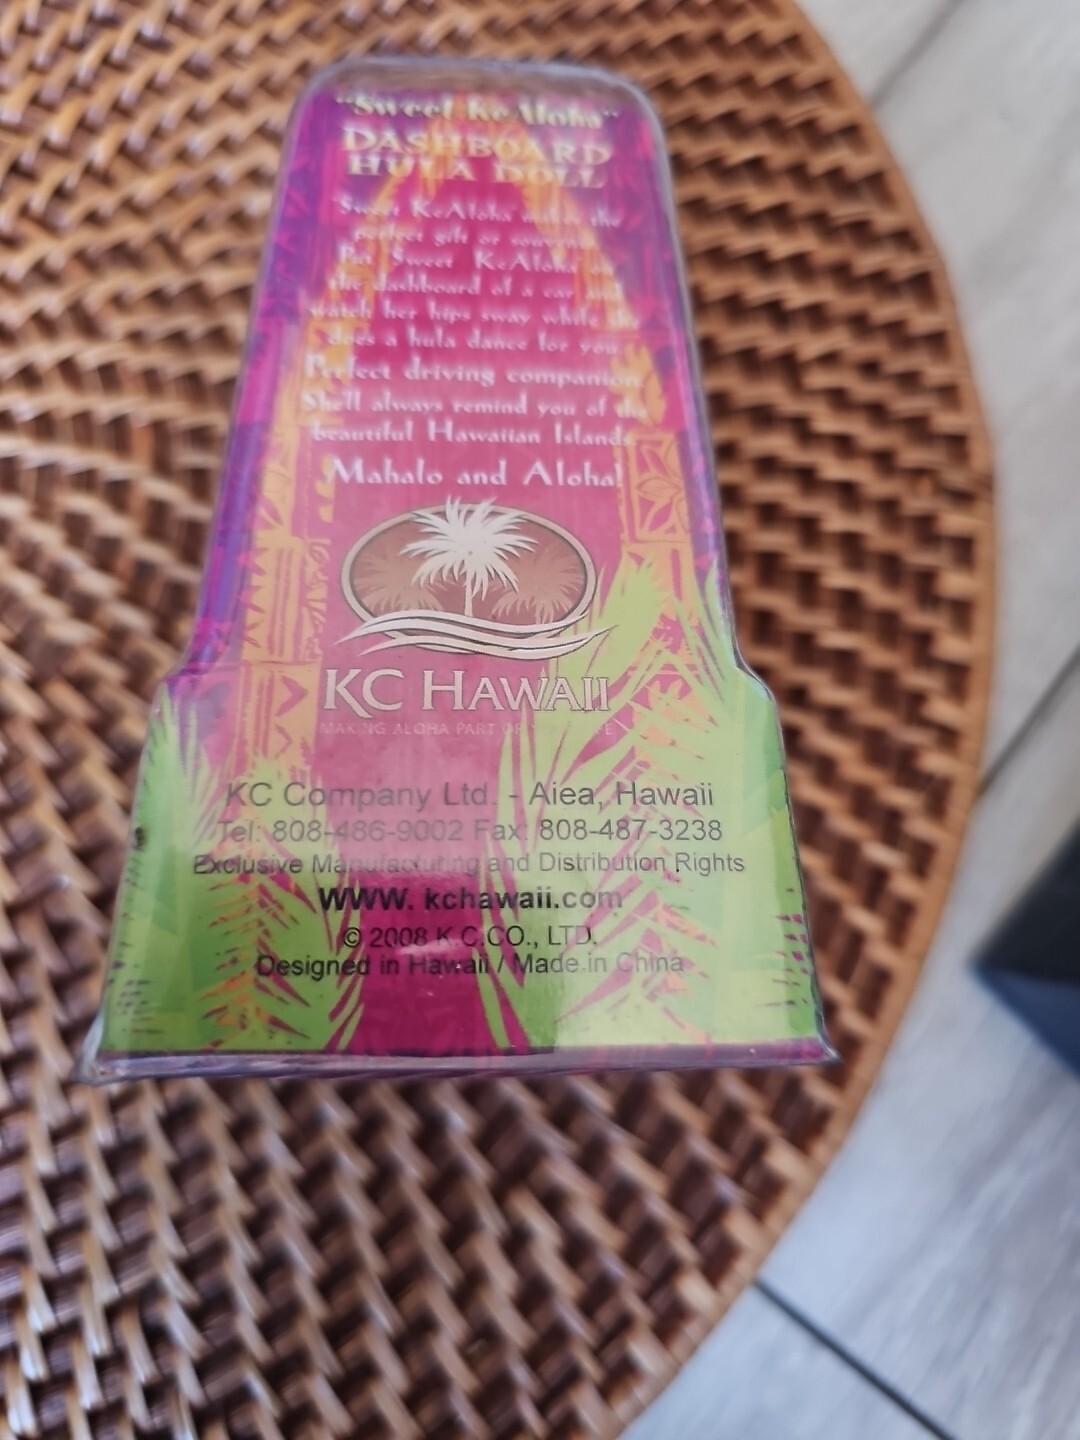 "Sweet KeAloha"
DASHBOARD
HULA DOLL
Sweet KeAloha makes the
perfect gift or souvenir
Put Sweet KeAloha on
the dashboard of a car and
watch her hips sway while she
does a hula dance for you
Perfect driving companion
She'll always remind you of the
beautiful Hawaiian Islands
Mahalo and Aloha!
KC HAWAII
MAKING ALOHA PART OF
KC Company Ltd. - Aiea, Hawaii
Tel: 808-486-9002 Fax: 808-487-3238
Exclusive Manufacturing and Distribution Rights
WWW. kchawaii.com
© 2008 K.C.CO., LTD.
Designed in Hawaii / Made in China